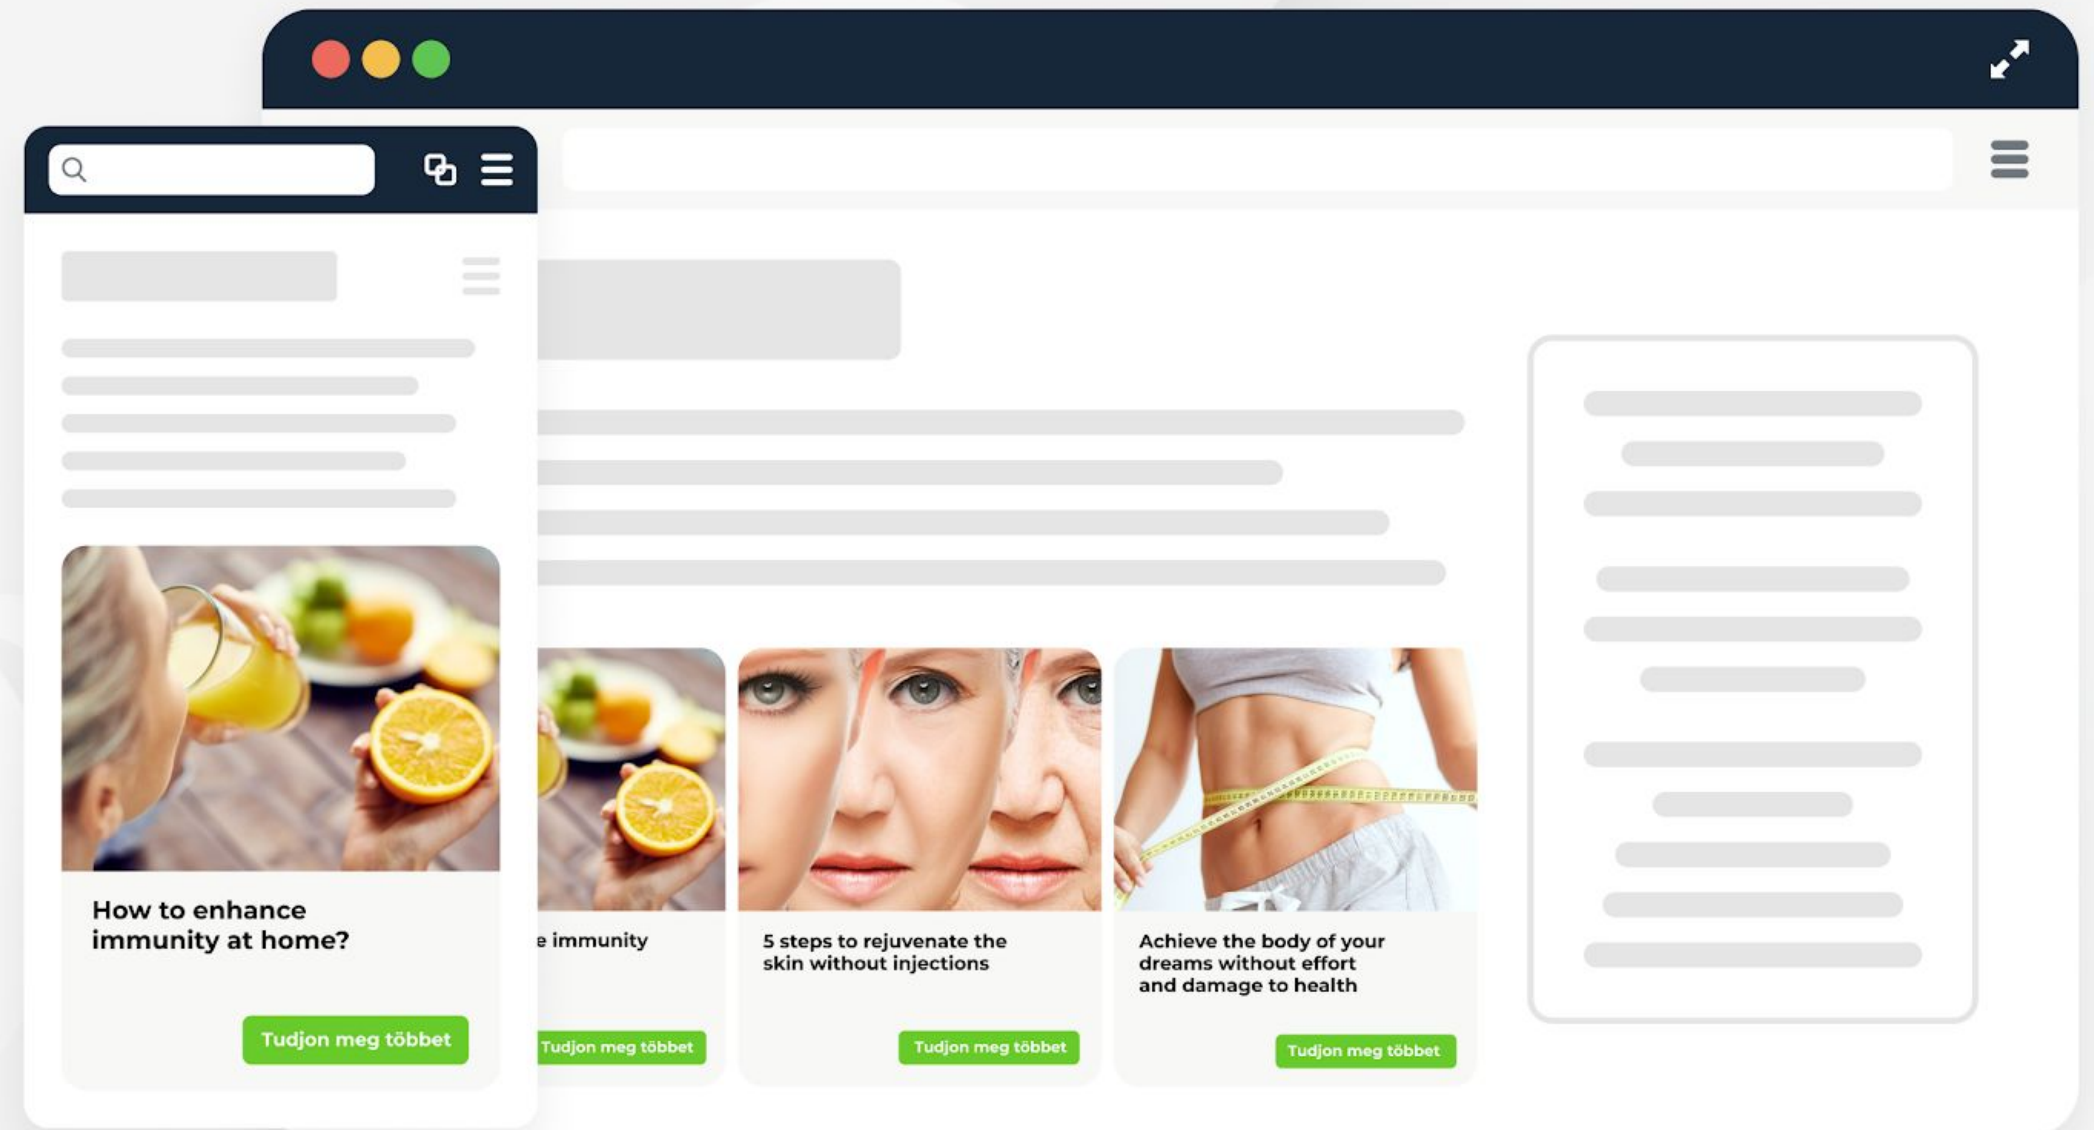 How to enhance
immunity at home?
Tudjon meg többet
e immunity
Tudjon meg többet
5 steps to rejuvenate the
skin without injections
Tudjon meg többet
Achieve the body of your
dreams without effort
and damage to health
Tudjon meg többet